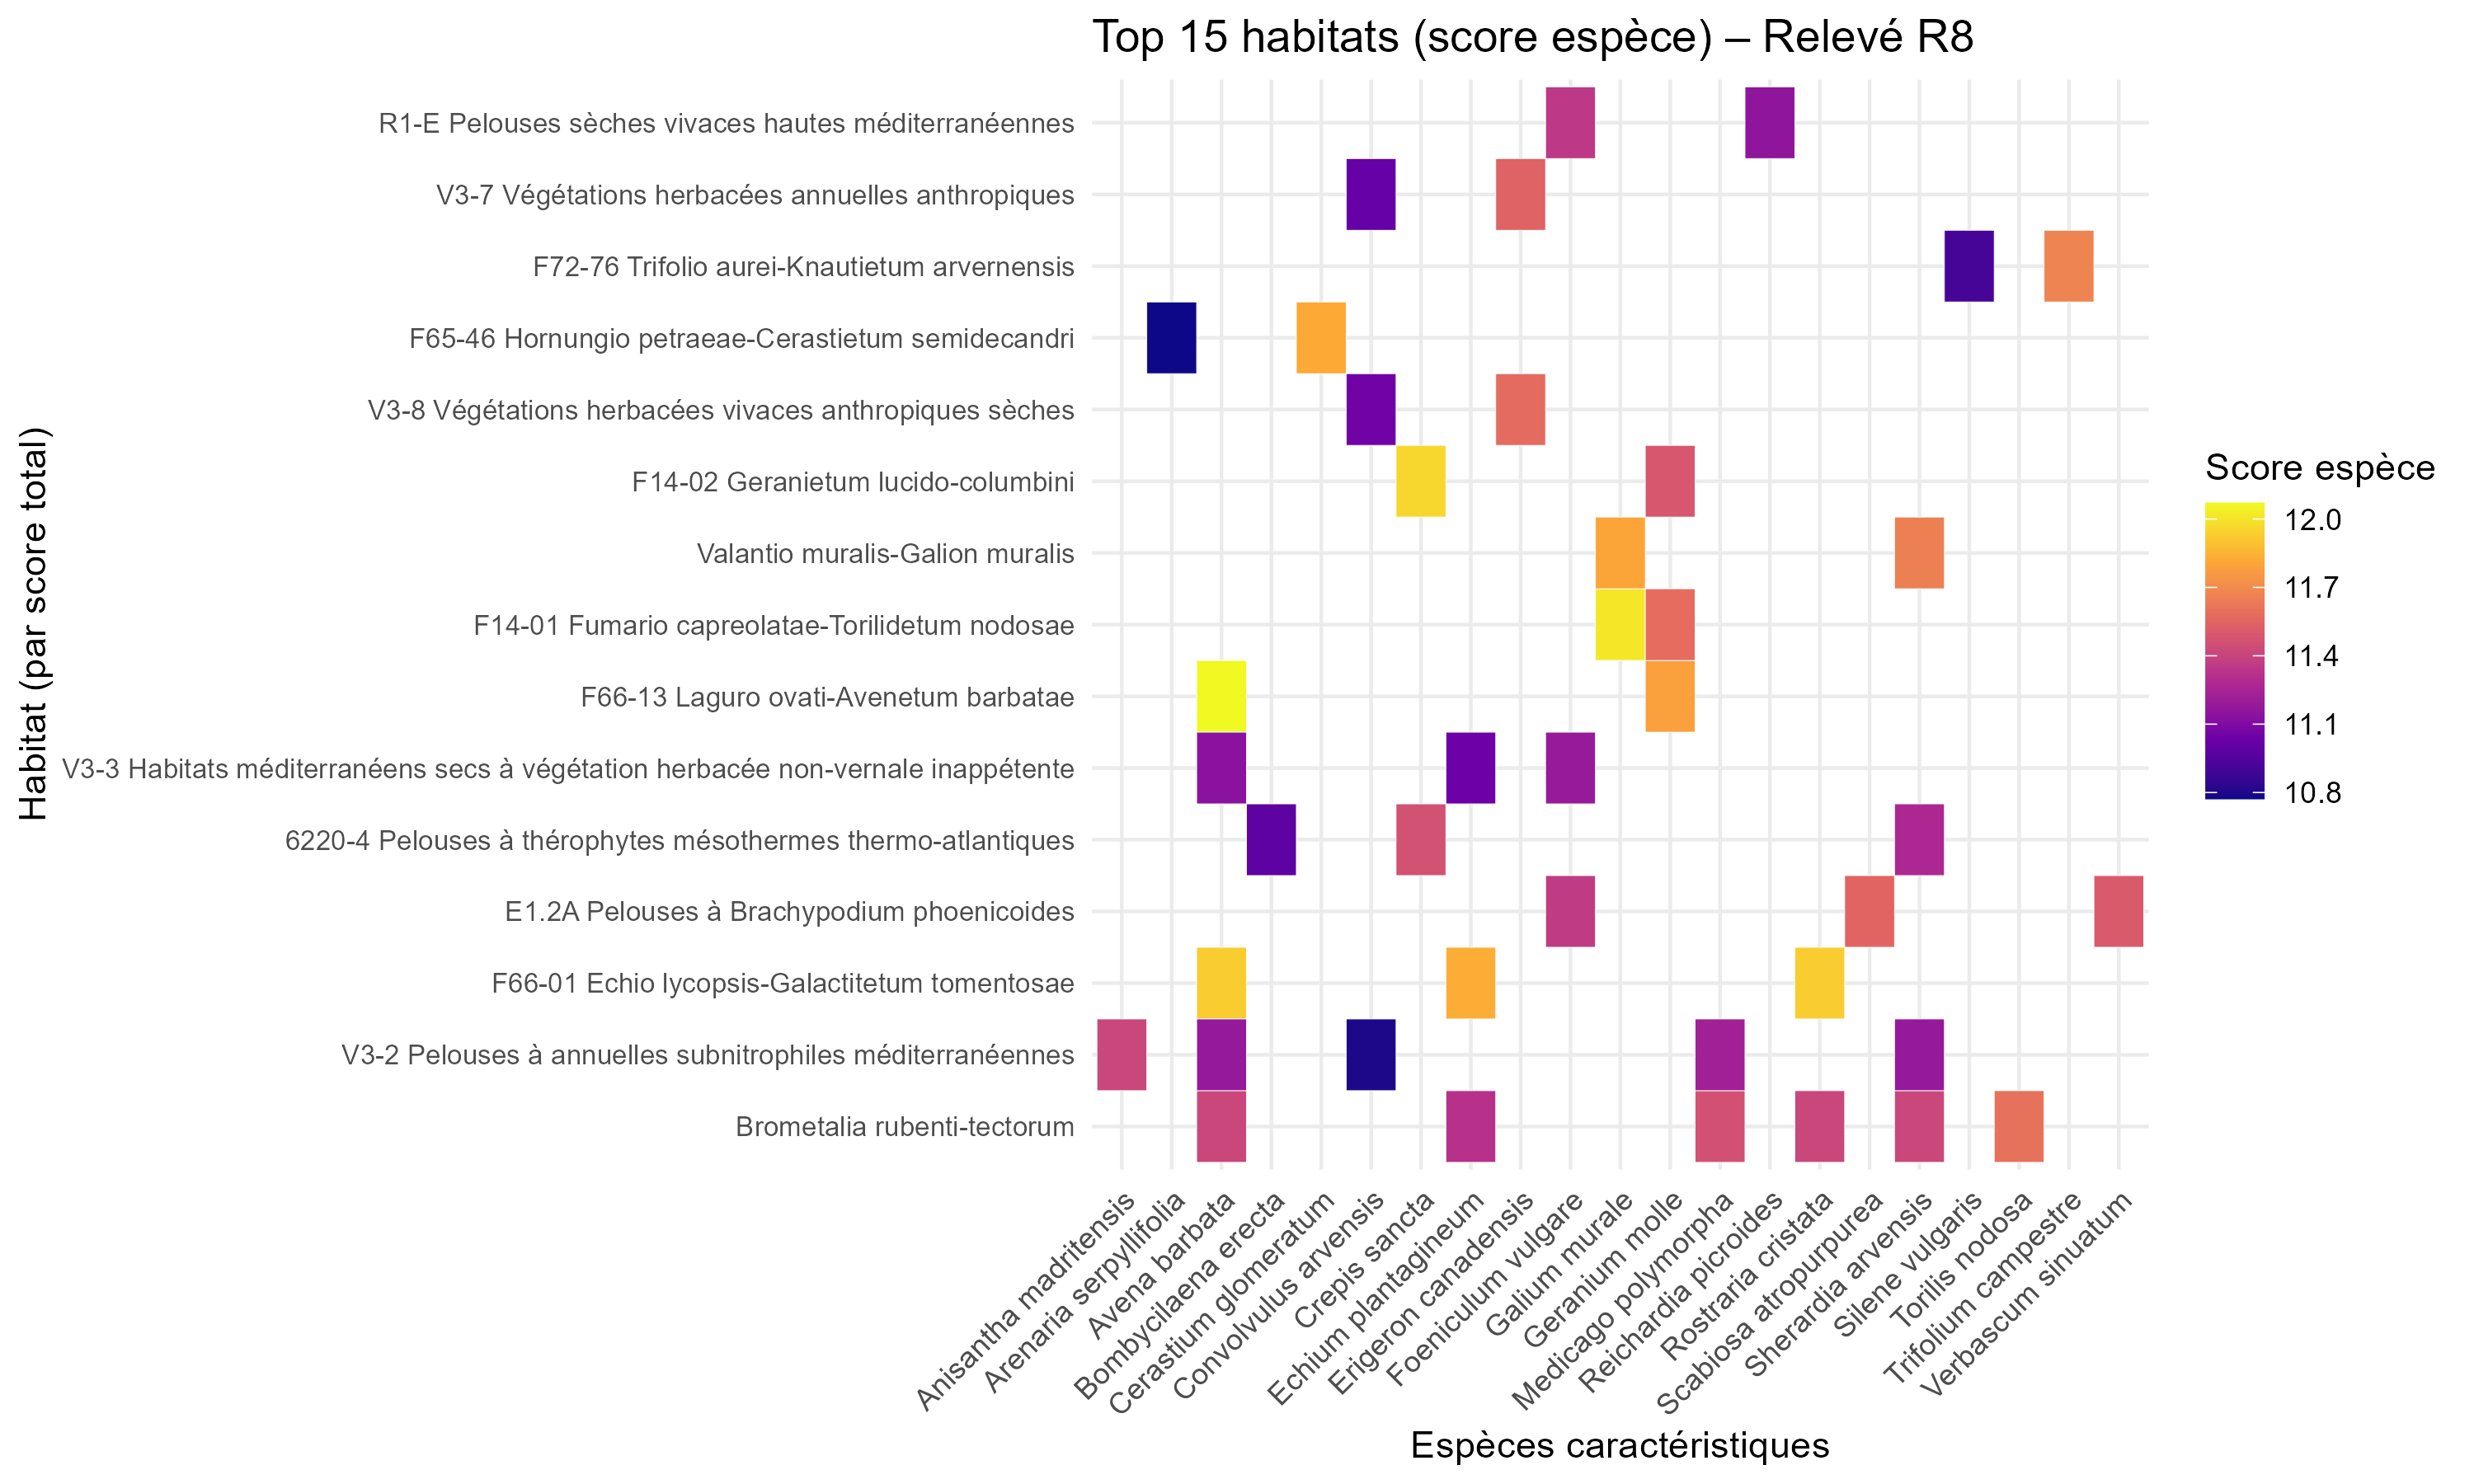 Top 15 habitats (score espèce) – Relevé R8
Habitat (par score total)
R1-E Pelouses sèches vivaces hautes méditerranéennes
V3-7 Végétations herbacées annuelles anthropiques
F72-76 Trifolio aurei-Knautietum arvernensis
F65-46 Hornungio petraeae-Cerastietum semidecandri
V3-8 Végétations herbacées vivaces anthropiques sèches
F14-02 Geranietum lucido-columbini
Valantio muralis-Galion muralis
F14-01 Fumario capreolatae-Torilidetum nodosae
F66-13 Laguro ovati-Avenetum barbatae
V3-3 Habitats méditerranéens secs à végétation herbacée non-vernale inappétente
6220-4 Pelouses à thérophytes mésothermes thermo-atlantiques
E1.2A Pelouses à Brachypodium phoenicoides
F66-01 Echio lycopsis-Galactitetum tomentosae
V3-2 Pelouses à annuelles subnitrophiles méditerranéennes
Brometalia rubenti-tectorum
Anisantha madritensis
Arenaria serpyllifolia
Avena barbata
Bombycilaena erecta
Cerastium glomeratum
Convolvulus arvensis
Crepis sancta
Echium plantagineum
Erigeron canadensis
Foeniculum vulgare
Galium murale
Geranium molle
Medicago polymorpha
Reichardia picroides
Rostraria cristata
Scabiosa atropurpurea
Sherardia arvensis
Silene vulgaris
Torilis nodosa
Trifolium campestre
Verbascum sinuatum
Espèces caractéristiques
Score espèce
12.0
11.7
11.4
11.1
10.8